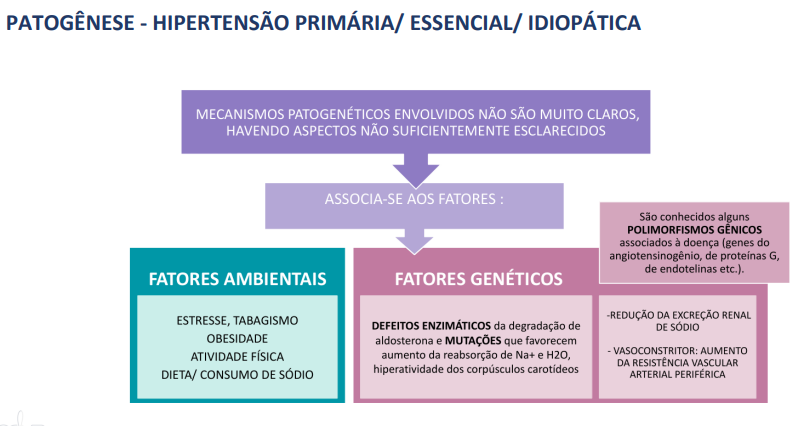 PATOGÊNESE - HIPERTENSÃO PRIMÁRIA/ ESSENCIAL/ IDIOPÁTICA
MECANISMOS PATOGENÉTICOS ENVOLVIDOS NÃO SÃO MUITO CLAROS,
HAVENDO ASPECTOS NÃO SUFICIENTEMENTE ESCLARECIDOS
ASSOCIA-SE AOS FATORES :
São conhecidos alguns
POLIMORFISMOS GÊNICOS
associados à doença (genes do
angiotensinogênio, de proteínas G,
de endotelinas etc.).
FATORES AMBIENTAIS
ESTRESSE, TABAGISMO
OBESIDADE
ATIVIDADE FÍSICA
DIETA/ CONSUMO DE SÓDIO
FATORES GENÉTICOS
DEFEITOS ENZIMÁTICOS da degradação de
aldosterona e MUTAÇÕES que favorecem
aumento da reabsorção de Na+ e H2O,
hiperatividade dos corpúsculos carotídeos
-REDUÇÃO DA EXCREÇÃO RENAL
DE SÓDIO
- VASOCONSTRITOR: AUMENTO
DA RESISTÊNCIA VASCULAR
ARTERIAL PERIFÉRICA